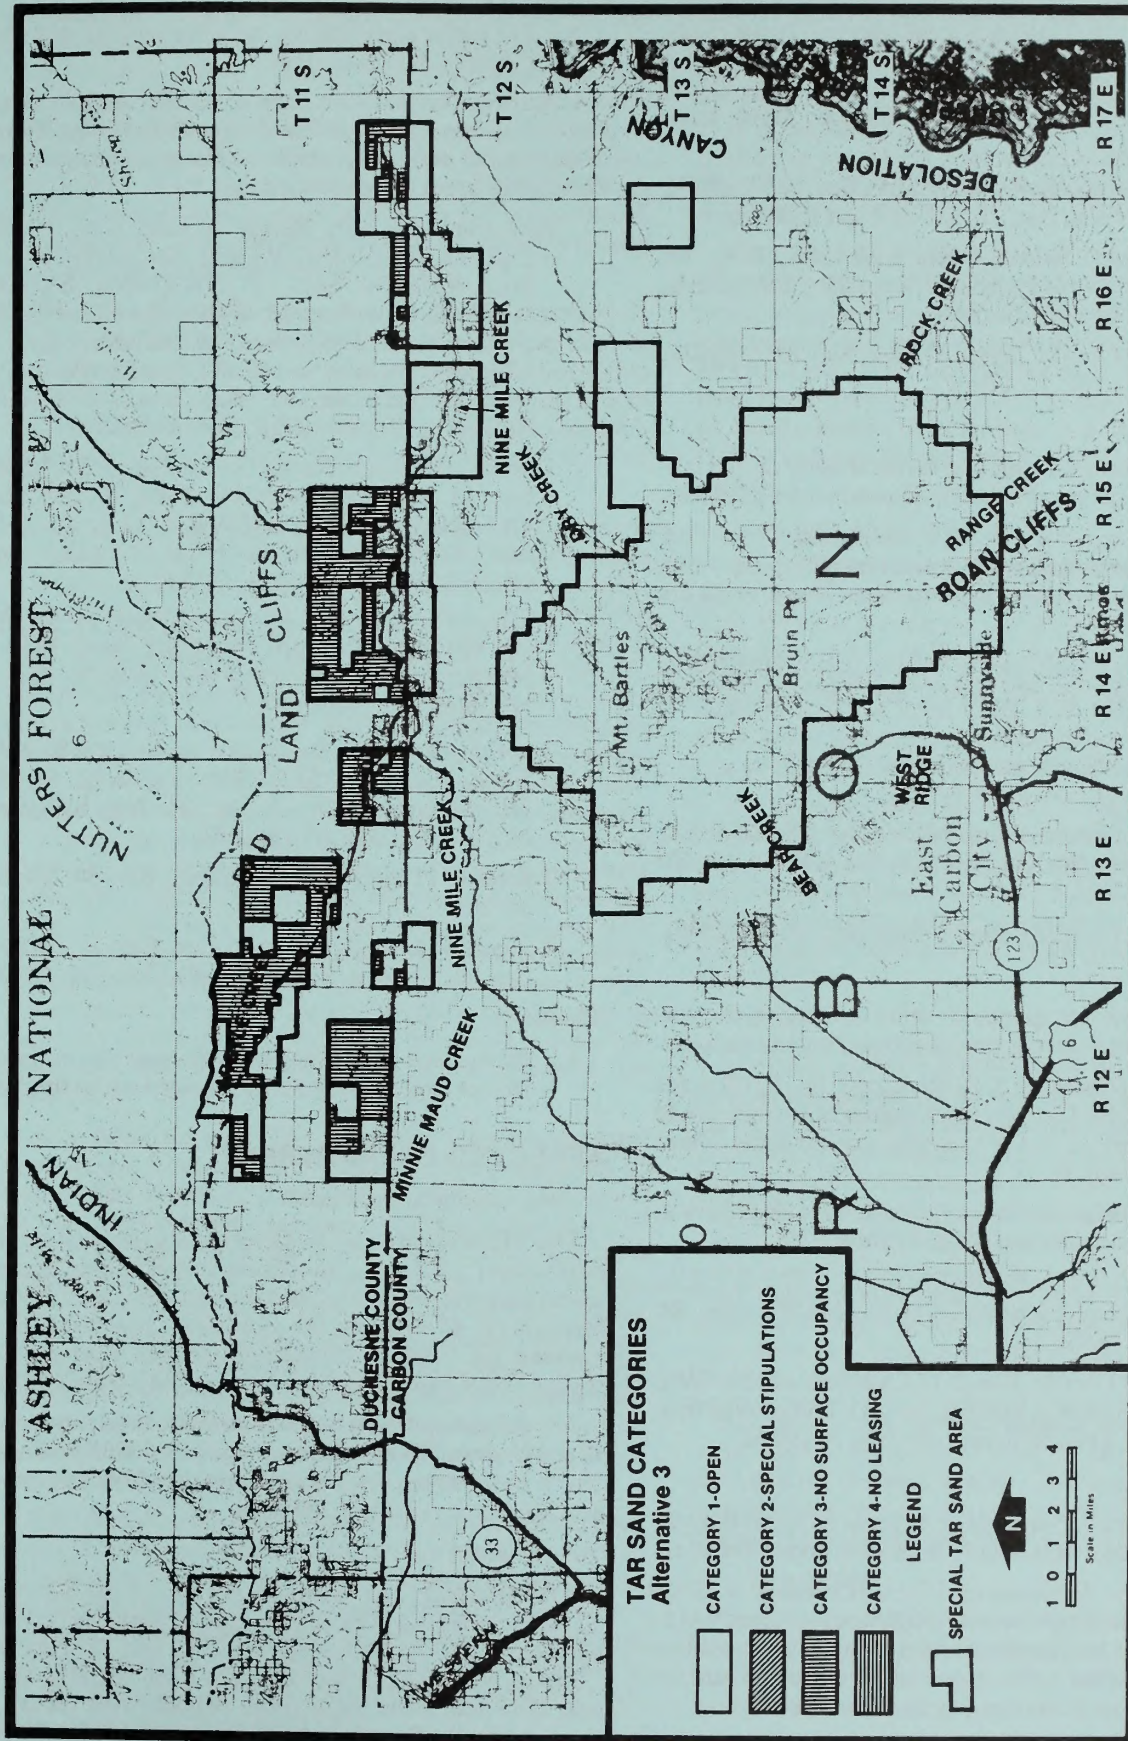 ASHLEY NATIONAL FOREST
NUTTERS
INDIAN
LAND
CLIFFS
6
T 11 S
T 12 S
T 13 S
T 14 S
CANYON
DESOLATION
NINE MILE CREEK
NINE MILE CREEK
MINNIE MAUD CREEK
DUCHESNE COUNTY
CARBON COUNTY
33
WESTERN
DRY CREEK
ROCK CREEK
RANGE CREEK
ROAN CLIFFS
Mt. Bartles
Bruin Pt
BEAR CREEK
WEST
RIDGE
East
Carbon
City
Sunnyside
123
6
C
A
R
B
O
N
R 12 E
R 13 E
R 14 E
R 15 E
R 16 E
R 17 E
TAR SAND CATEGORIES
Alternative 3
CATEGORY 1-OPEN
CATEGORY 2-SPECIAL STIPULATIONS
CATEGORY 3-NO SURFACE OCCUPANCY
CATEGORY 4-NO LEASING
LEGEND
SPECIAL TAR SAND AREA
N
1 0 1 2 3 4
Scale in Miles